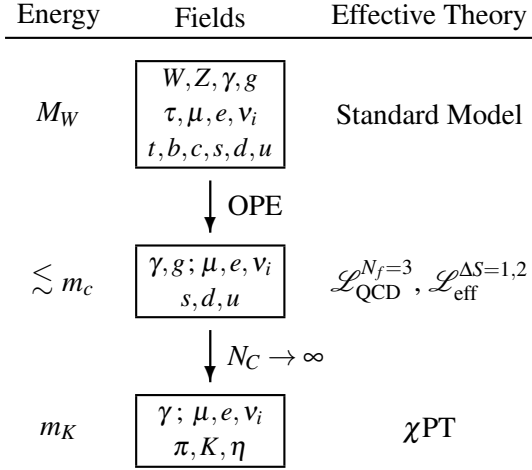 Energy Fields Effective Theory
W, Z, γ, g
τ, μ, e, ν_i
M_W Standard Model
t, b, c, s, d, u
OPE
γ, g ; μ, e, ν_i
≲ m_c ℒ_QCD^{N_f=3}, ℒ_eff^{ΔS=1,2}
s, d, u
N_C → ∞
γ ; μ, e, ν_i
m_K χPT
π, K, η